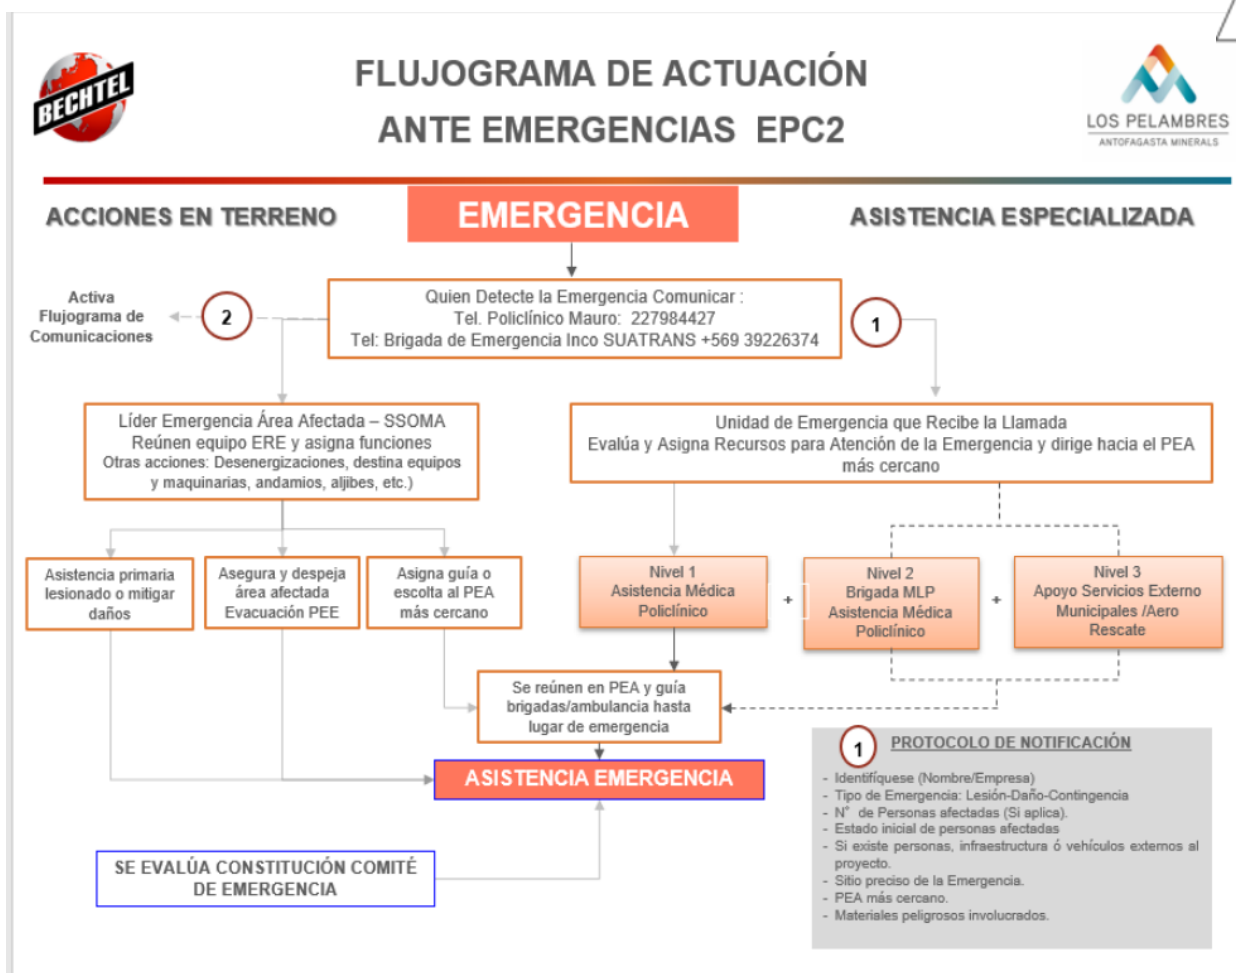 BECHTEL
FLUJOGRAMA DE ACTUACIÓN
ANTE EMERGENCIAS EPC2
LOS PELAMBRES
ANTOFAGASTA MINERALS
ACCIONES EN TERRENO
EMERGENCIA
ASISTENCIA ESPECIALIZADA
Activa
Flujograma de
Comunicaciones
2
Quien Detecte la Emergencia Comunicar :
Tel. Policlínico Mauro: 227984427
Tel: Brigada de Emergencia Inco SUATRANS +569 39226374
1
Líder Emergencia Área Afectada – SSOMA
Reúnen equipo ERE y asigna funciones
Otras acciones: Desenergizaciones, destina equipos
y maquinarias, andamios, aljibes, etc.)
Unidad de Emergencia que Recibe la Llamada
Evalúa y Asigna Recursos para Atención de la Emergencia y dirige hacia el PEA
más cercano
Asistencia primaria
lesionado o mitigar
daños
Asegura y despeja
área afectada
Evacuación PEE
Asigna guía o
escolta al PEA
más cercano
Nivel 1
Asistencia Médica
Policlínico
+
Nivel 2
Brigada MLP
Asistencia Médica
Policlínico
+
Nivel 3
Apoyo Servicios Externo
Municipales /Aero
Rescate
Se reúnen en PEA y guía
brigadas/ambulancia hasta
lugar de emergencia
ASISTENCIA EMERGENCIA
SE EVALÚA CONSTITUCIÓN COMITÉ
DE EMERGENCIA
1
PROTOCOLO DE NOTIFICACIÓN
- Identifíquese (Nombre/Empresa)
- Tipo de Emergencia: Lesión-Daño-Contingencia
- N° de Personas afectadas (Si aplica).
- Estado inicial de personas afectadas
- Si existe personas, infraestructura ó vehículos externos al
proyecto.
- Sitio preciso de la Emergencia.
- PEA más cercano.
- Materiales peligrosos involucrados.